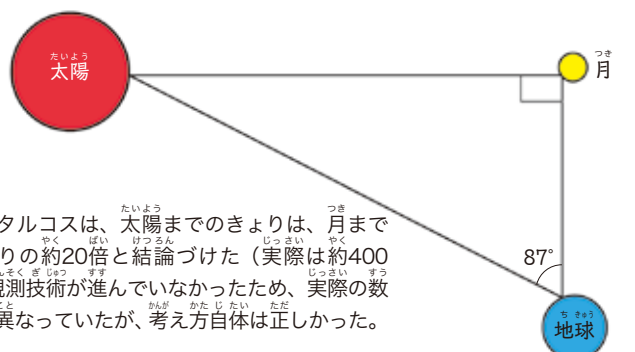 太陽
月
87°
地球
タルコスは、太陽までのきょりは、月まで
りの約20倍と結論づけた（実際は約400
観測技術が進んでいなかったため、実際の数
異なっていたが、考え方自体は正しかった。